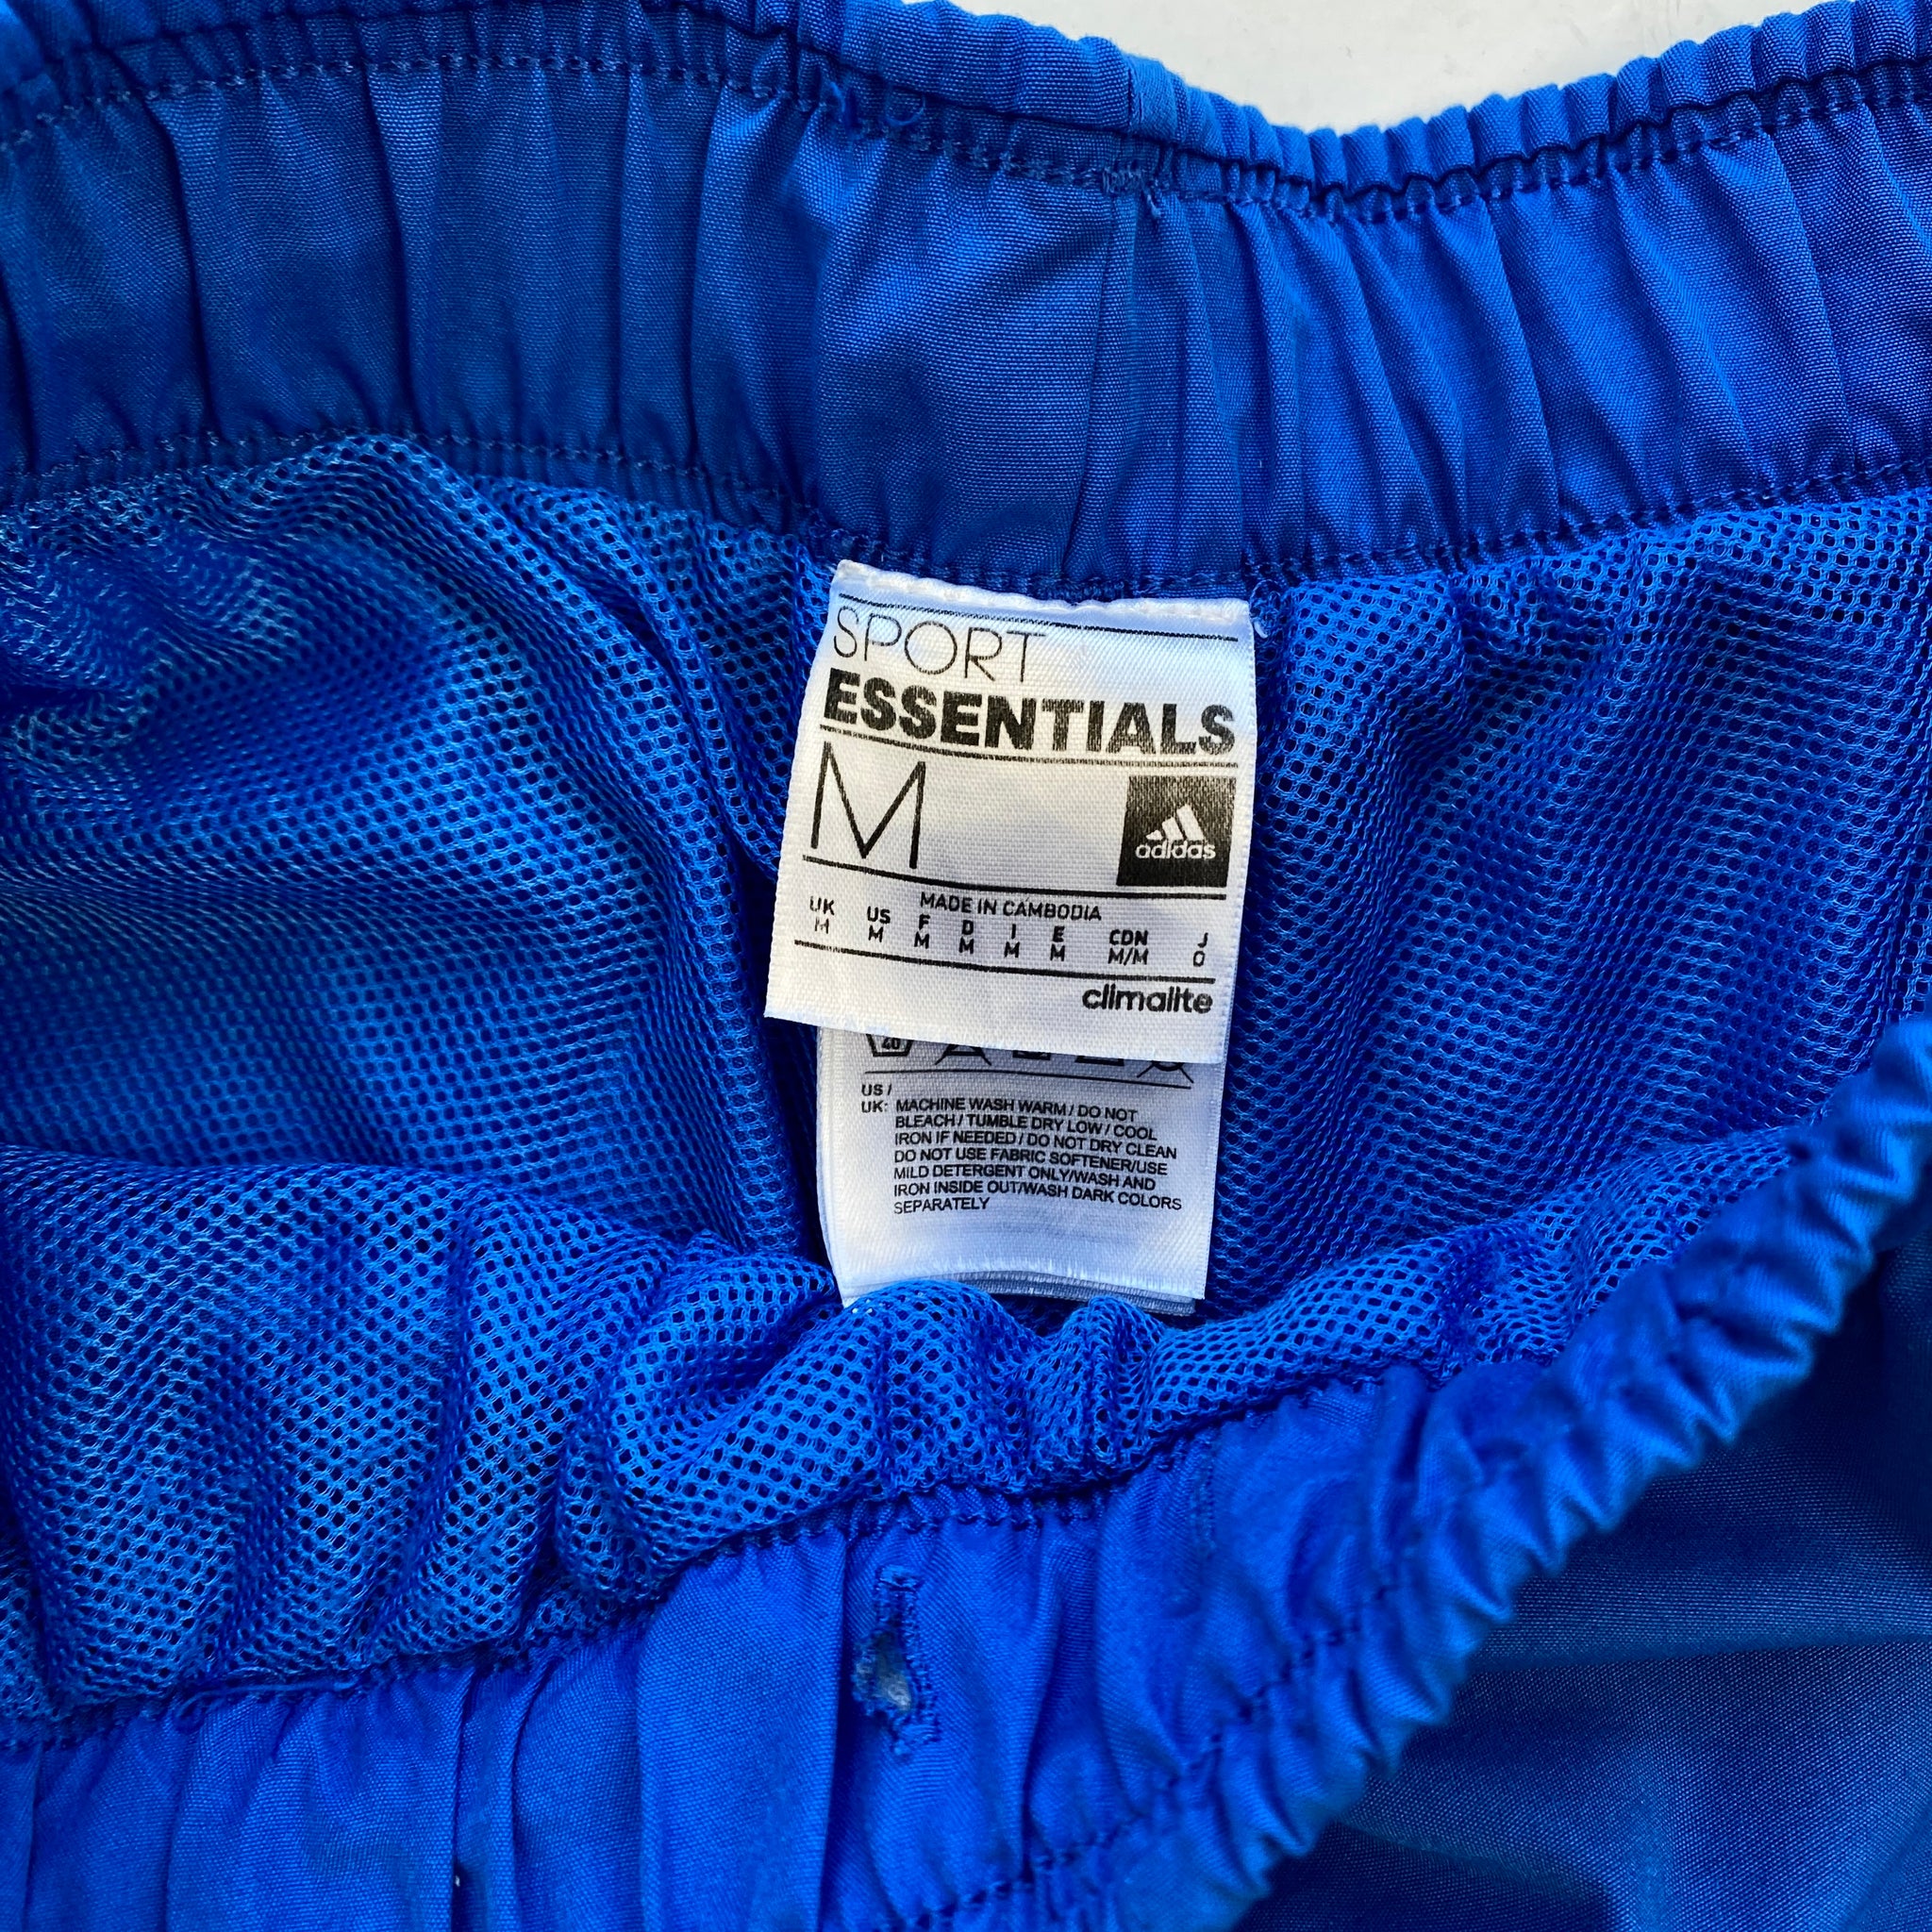 SPORT
ESSENTIALS
M
adidas
MADE IN CAMBODIA
UK US F D I E CDN J
M M M M M M M/M O
climalite
40
US /
UK: MACHINE WASH WARM / DO NOT
BLEACH / TUMBLE DRY LOW / COOL
IRON IF NEEDED / DO NOT DRY CLEAN
DO NOT USE FABRIC SOFTENER/USE
MILD DETERGENT ONLY/WASH AND
IRON INSIDE OUT/WASH DARK COLORS
SEPARATELY